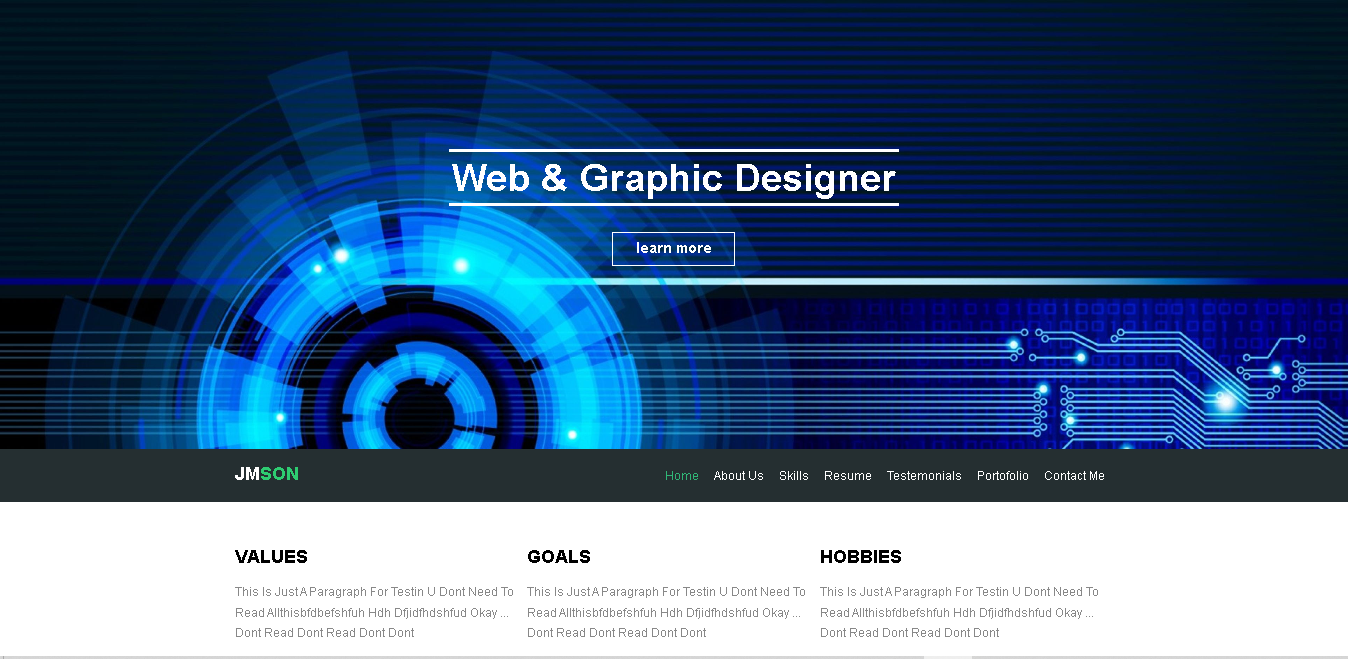 Web & Graphic Designer
learn more
JMSON
Home About Us Skills Resume Testemonials Portofolio Contact Me
VALUES
This Is Just A Paragraph For Testin U Dont Need To
Read Allthisbfdbefshfuh Hdh Dfjidfhdshfud Okay ...
Dont Read Dont Read Dont Dont
GOALS
This Is Just A Paragraph For Testin U Dont Need To
Read Allthisbfdbefshfuh Hdh Dfjidfhdshfud Okay ...
Dont Read Dont Read Dont Dont
HOBBIES
This Is Just A Paragraph For Testin U Dont Need To
Read Allthisbfdbefshfuh Hdh Dfjidfhdshfud Okay ...
Dont Read Dont Read Dont Dont